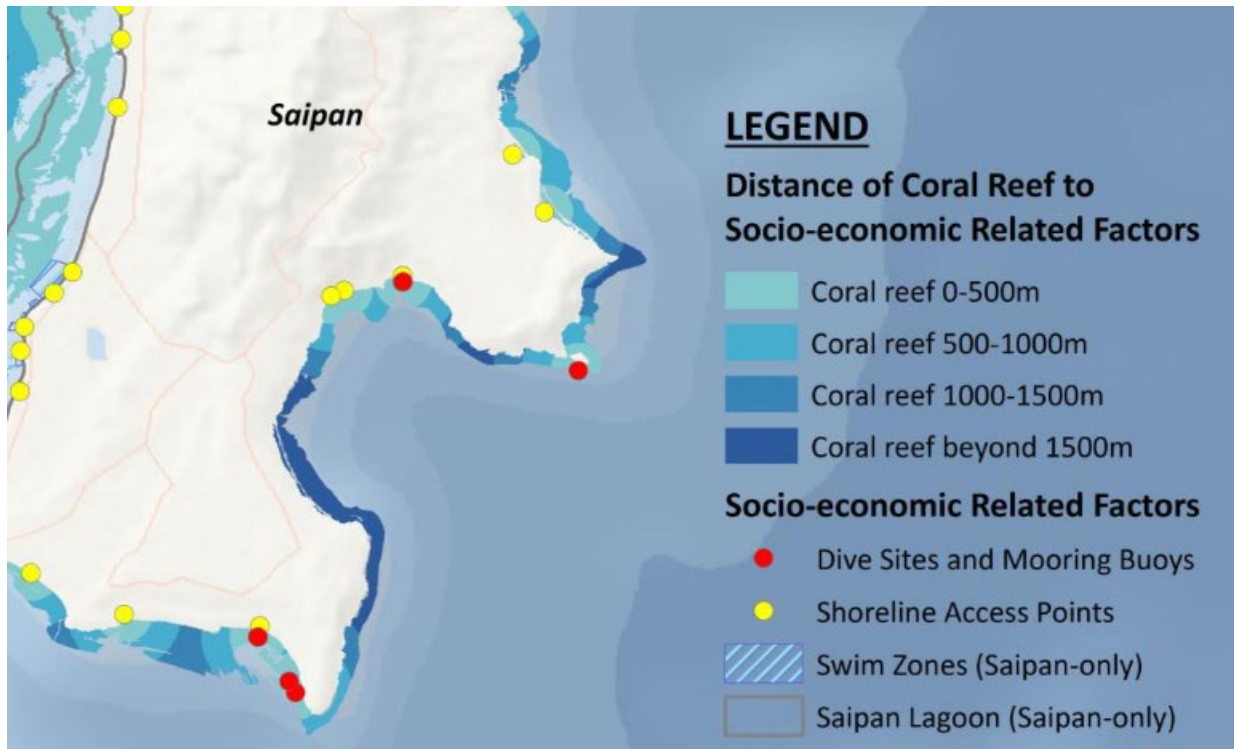 Saipan
LEGEND
Distance of Coral Reef to
Socio-economic Related Factors
Coral reef 0-500m
Coral reef 500-1000m
Coral reef 1000-1500m
Coral reef beyond 1500m
Socio-economic Related Factors
Dive Sites and Mooring Buoys
Shoreline Access Points
Swim Zones (Saipan-only)
Saipan Lagoon (Saipan-only)